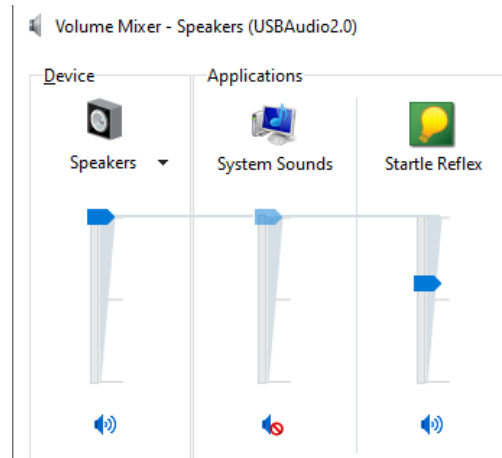 Volume Mixer - Speakers (USBAudio2.0)
Device
Applications
Speakers
System Sounds
Startle Reflex